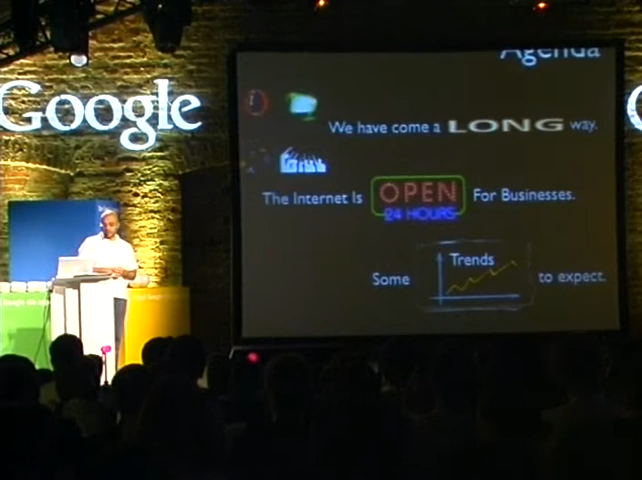 Agenda
Google
We have come a LONG way.
The Internet Is OPEN For Businesses.
24 HOURS
Trends
Some to expect.